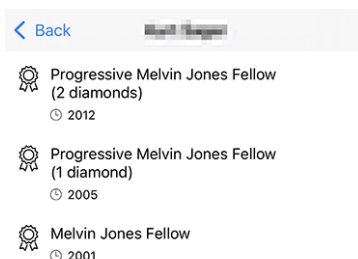 Back
Progressive Melvin Jones Fellow
(2 diamonds)
2012
Progressive Melvin Jones Fellow
(1 diamond)
2005
Melvin Jones Fellow
2001